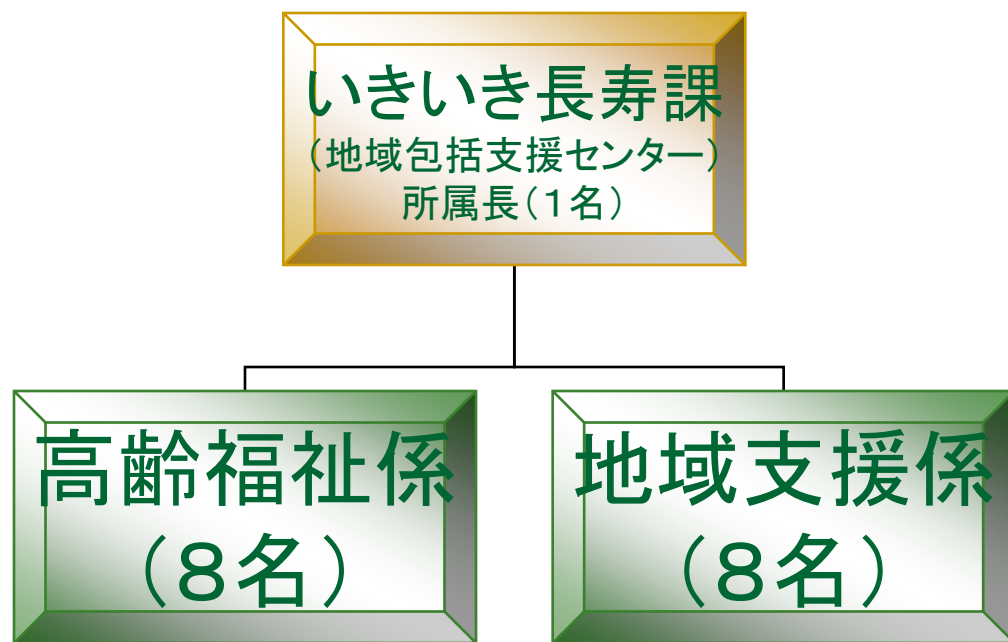 いきいき長寿課
（地域包括支援センター）
所属長（１名）
高齢福祉係
（８名）
地域支援係
（８名）